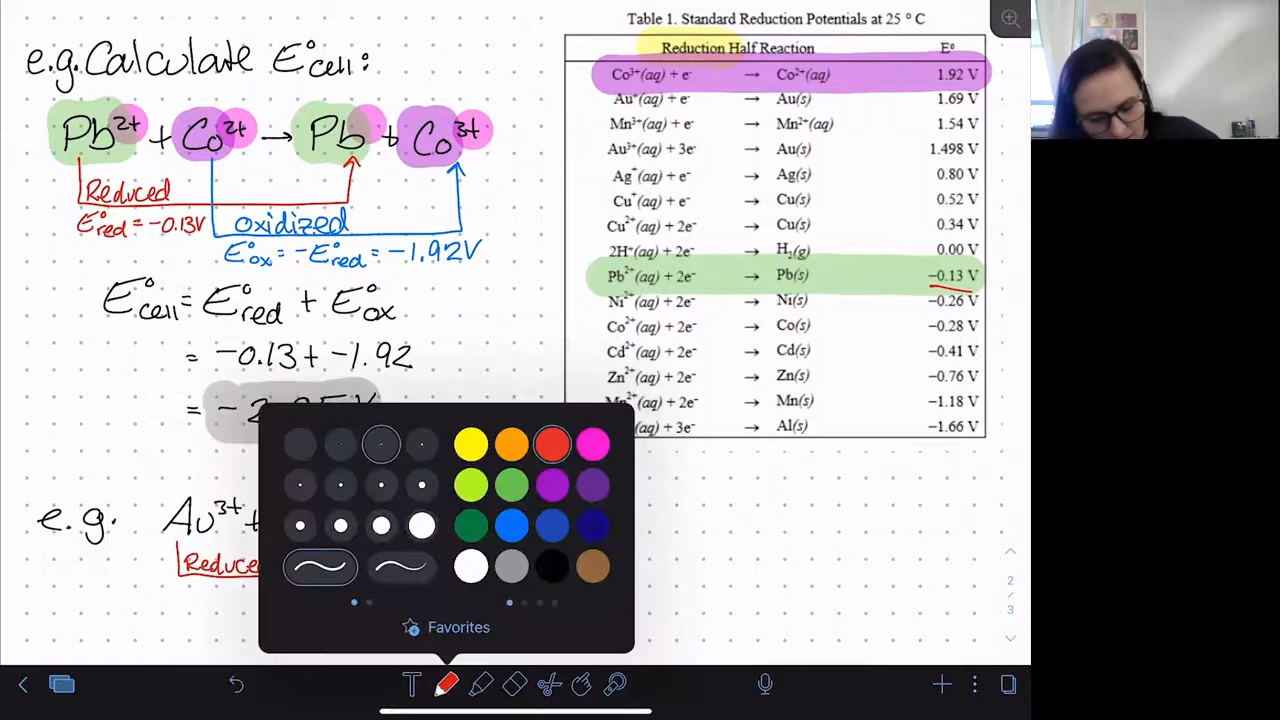 e.g. Calculate E°cell:
Pb²⁺ + Co²⁺ → Pb + Co³⁺
Reduced
E°red = -0.13V
oxidized
E°ox = -E°red = -1.92V
E°cell = E°red + E°ox
= -0.13 + -1.92
= -2
e.g. Au³⁺ +
Reduce
Table 1. Standard Reduction Potentials at 25 ° C
Reduction Half Reaction E°
Co³⁺(aq) + e⁻ → Co²⁺(aq) 1.92 V
Au⁺(aq) + e⁻ → Au(s) 1.69 V
Mn³⁺(aq) + e⁻ → Mn²⁺(aq) 1.54 V
Au³⁺(aq) + 3e⁻ → Au(s) 1.498 V
Ag⁺(aq) + e⁻ → Ag(s) 0.80 V
Cu⁺(aq) + e⁻ → Cu(s) 0.52 V
Cu²⁺(aq) + 2e⁻ → Cu(s) 0.34 V
2H⁺(aq) + 2e⁻ → H₂(g) 0.00 V
Pb²⁺(aq) + 2e⁻ → Pb(s) −0.13 V
Ni²⁺(aq) + 2e⁻ → Ni(s) −0.26 V
Co²⁺(aq) + 2e⁻ → Co(s) −0.28 V
Cd²⁺(aq) + 2e⁻ → Cd(s) −0.41 V
Zn²⁺(aq) + 2e⁻ → Zn(s) −0.76 V
(aq) + 2e⁻ → Mn(s) −1.18 V
(aq) + 3e⁻ → Al(s) −1.66 V
Favorites
2
/
3
T